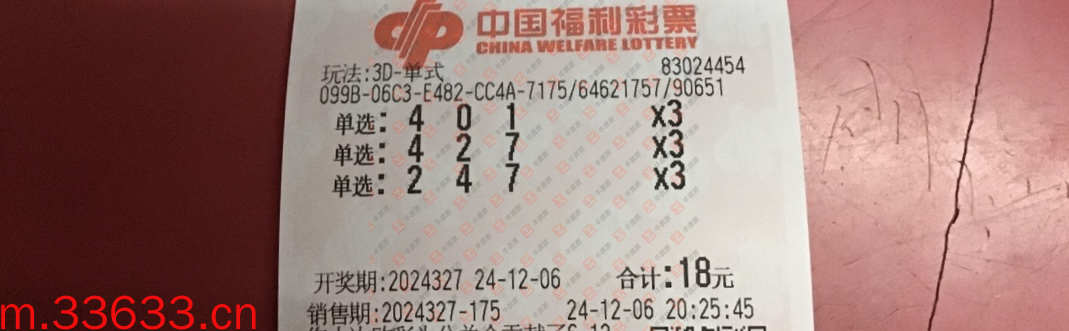 中国福利彩票
CHINA WELFARE LOTTERY
玩法:3D-单式 83024454
099B-06C3-E482-CC4A-7175/64621757/90651
单选: 4 0 1 x3
单选: 4 2 7 x3
单选: 2 4 7 x3
开奖期:2024327 24-12-06 合计:18元
销售期:2024327-175 24-12-06 20:25:45
m.33633.cn